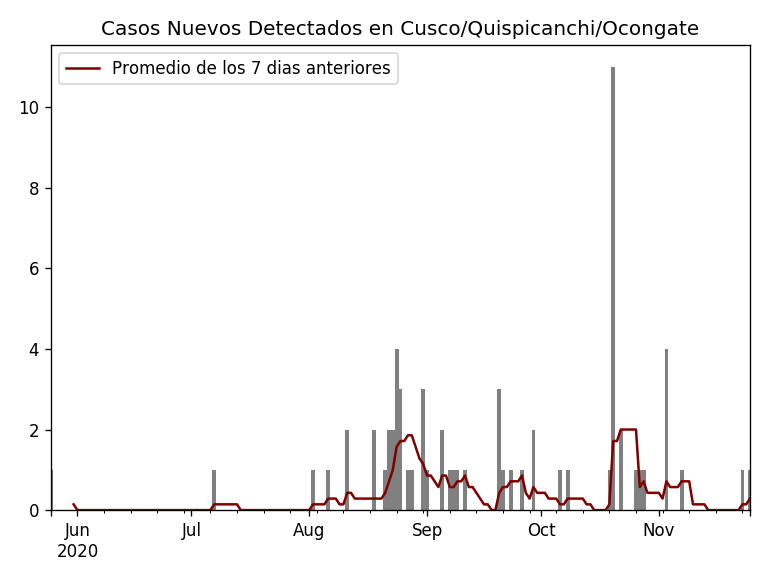 Casos Nuevos Detectados en Cusco/Quispicanchi/Ocongate
Promedio de los 7 dias anteriores
10
8
6
4
2
0
Jun Jul Aug Sep Oct Nov
2020